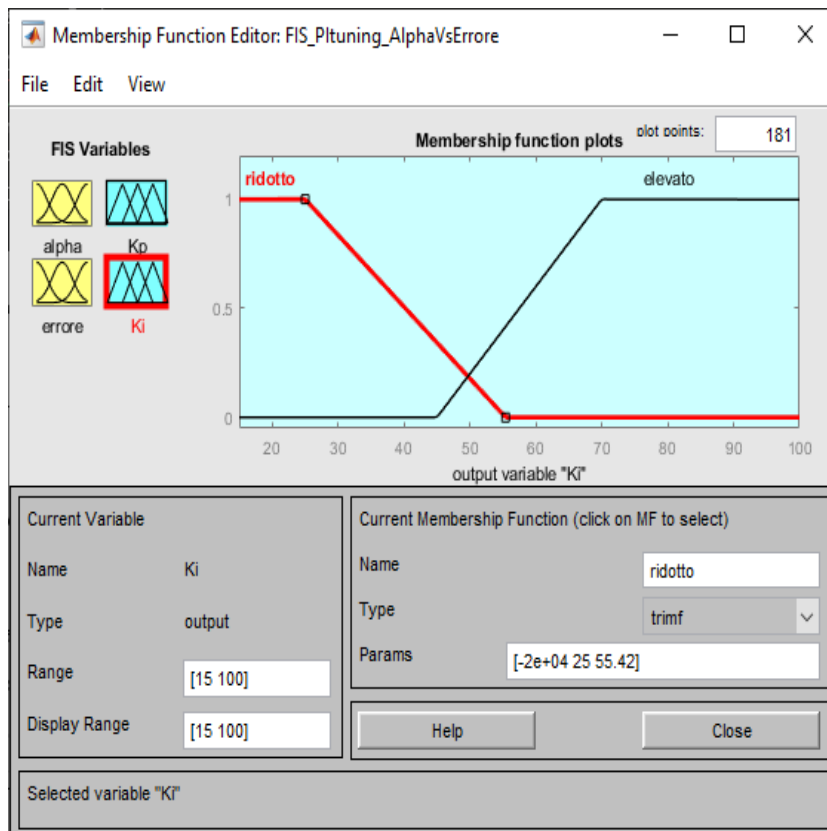 Membership Function Editor: FIS_PItuning_AlphaVsErrore
File Edit View
FIS Variables
alpha Kp
errore Ki
Membership function plots plot points: 181
ridotto elevato
1
0.5
0
20 30 40 50 60 70 80 90 100
output variable "Ki"
Current Variable
Name Ki
Type output
Range [15 100]
Display Range [15 100]
Current Membership Function (click on MF to select)
Name ridotto
Type trimf
Params [-2e+04 25 55.42]
Help Close
Selected variable "Ki"